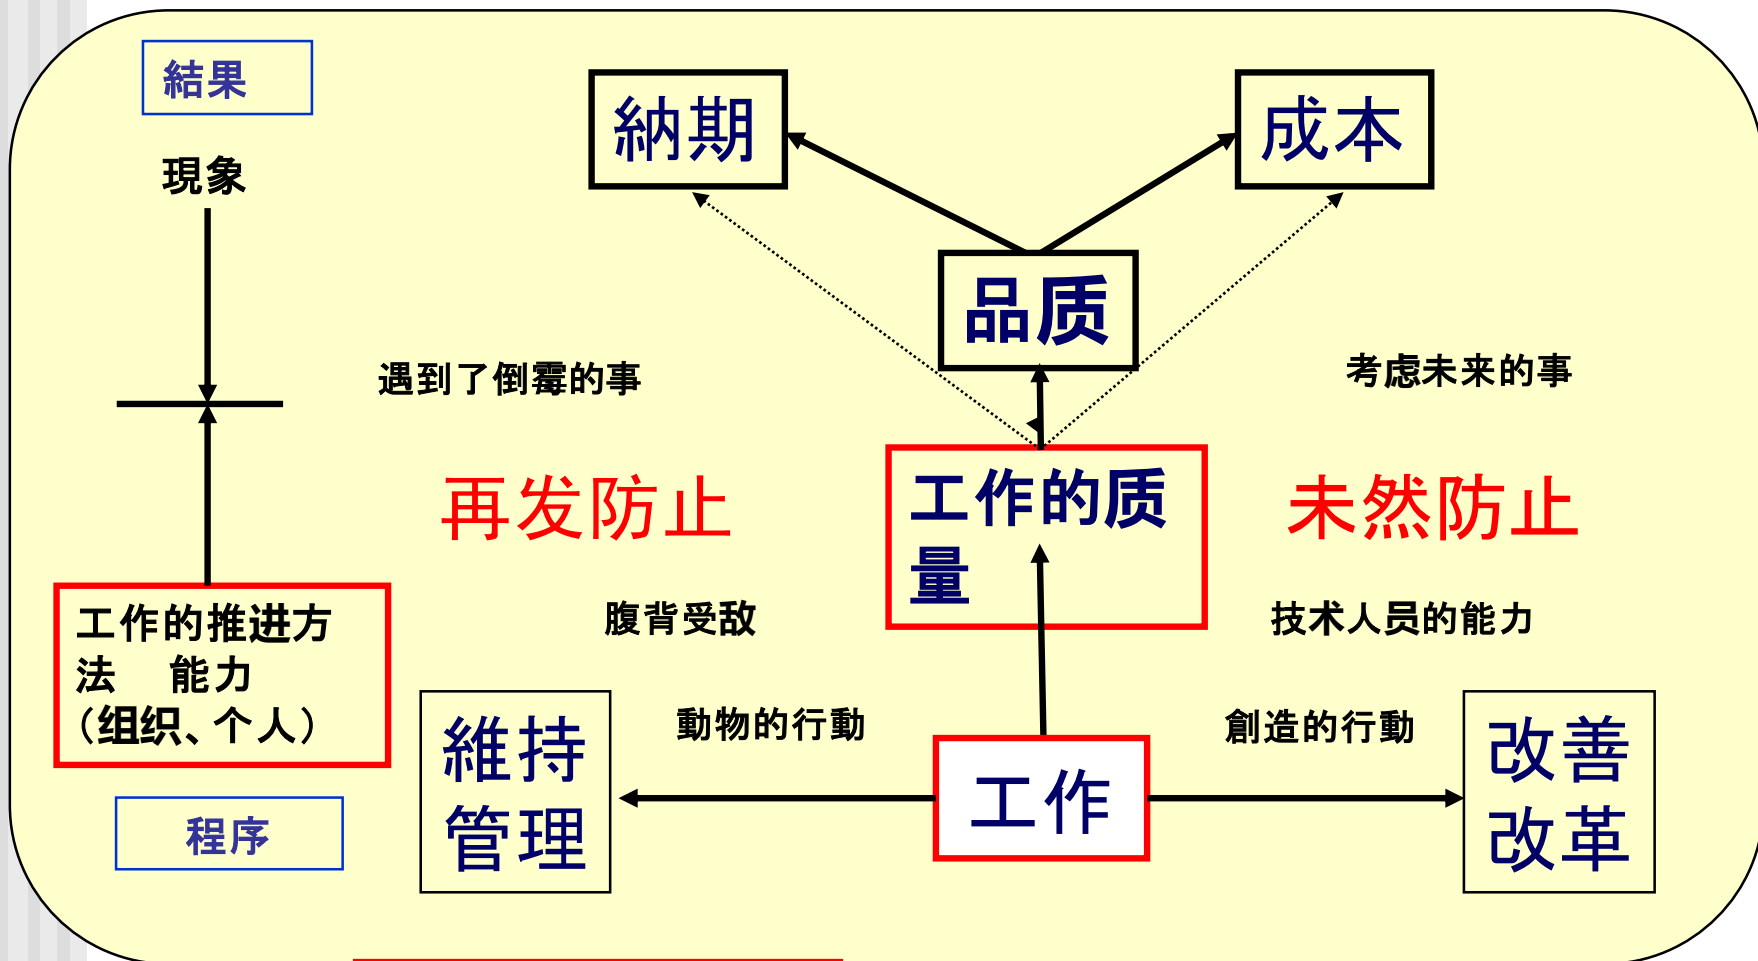 結果
現象
納期
成本
品质
遇到了倒霉的事
考虑未来的事
再发防止
工作的质
量
未然防止
工作的推进方
法 能力
（组织、个人）
腹背受敌
技术人员的能力
維持
管理
動物的行動
創造的行動
工作
改善
改革
程序